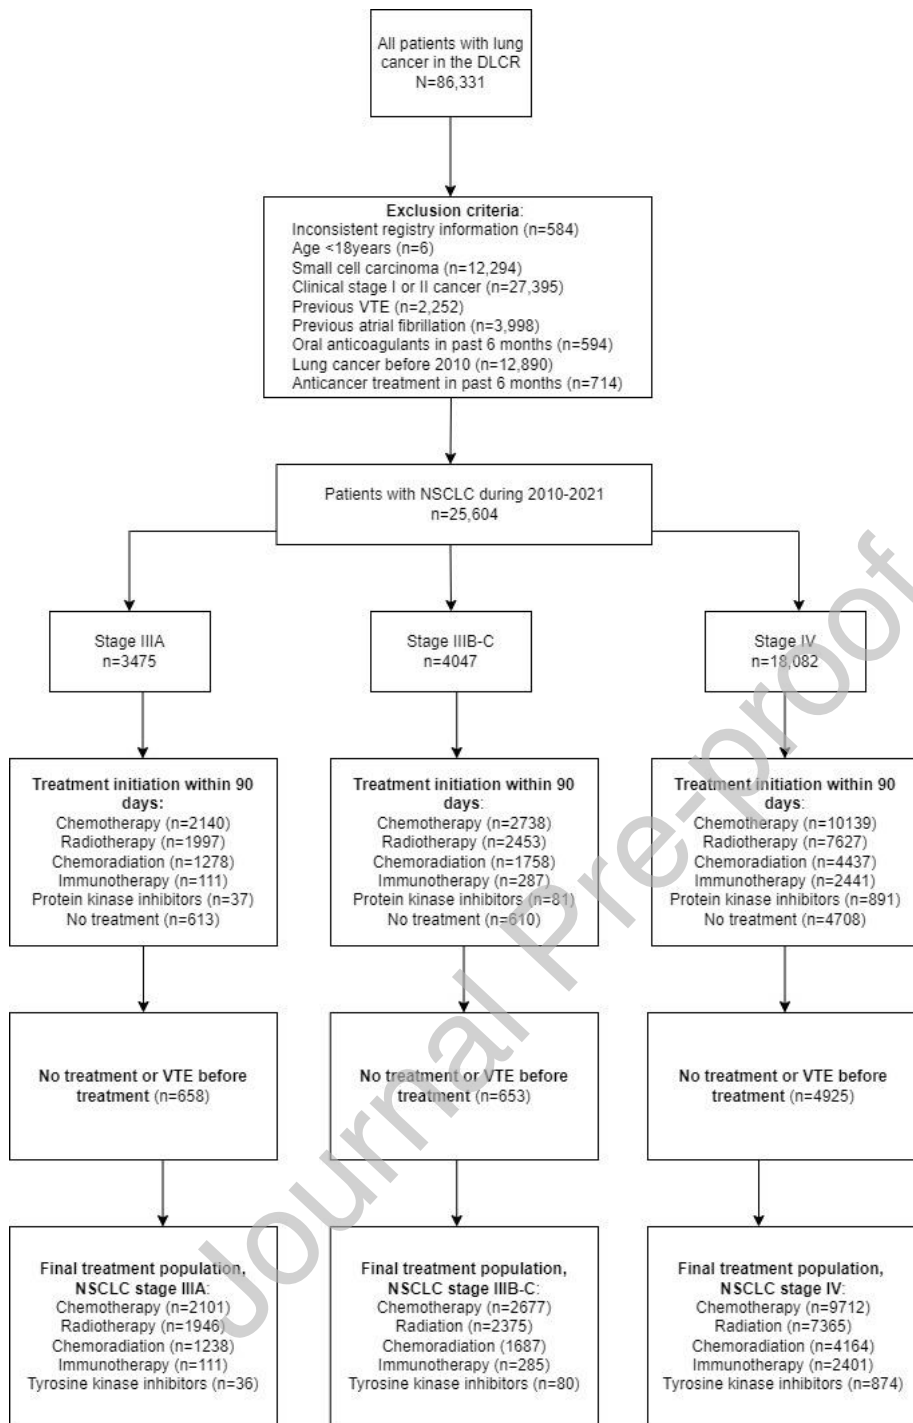 All patients with lung
cancer in the DLCR
N=86,331
Exclusion criteria:
Inconsistent registry information (n=584)
Age <18years (n=6)
Small cell carcinoma (n=12,294)
Clinical stage I or II cancer (n=27,395)
Previous VTE (n=2,252)
Previous atrial fibrillation (n=3,998)
Oral anticoagulants in past 6 months (n=594)
Lung cancer before 2010 (n=12,890)
Anticancer treatment in past 6 months (n=714)
Patients with NSCLC during 2010-2021
n=25,604
Stage IIIA
n=3475
Stage IIIB-C
n=4047
Stage IV
n=18,082
Treatment initiation within 90
days:
Chemotherapy (n=2140)
Radiotherapy (n=1997)
Chemoradiation (n=1278)
Immunotherapy (n=111)
Protein kinase inhibitors (n=37)
No treatment (n=613)
Treatment initiation within 90
days:
Chemotherapy (n=2738)
Radiotherapy (n=2453)
Chemoradiation (n=1758)
Immunotherapy (n=287)
Protein kinase inhibitors (n=81)
No treatment (n=610)
Treatment initiation within 90
days:
Chemotherapy (n=10139)
Radiotherapy (n=7627)
Chemoradiation (n=4437)
Immunotherapy (n=2441)
Protein kinase inhibitors (n=891)
No treatment (n=4708)
No treatment or VTE before
treatment (n=658)
No treatment or VTE before
treatment (n=653)
No treatment or VTE before
treatment (n=4925)
Final treatment population,
NSCLC stage IIIA:
Chemotherapy (n=2101)
Radiotherapy (n=1946)
Chemoradiation (n=1238)
Immunotherapy (n=111)
Tyrosine kinase inhibitors (n=36)
Final treatment population,
NSCLC stage IIIB-C:
Chemotherapy (n=2677)
Radiation (n=2375)
Chemoradiation (1687)
Immunotherapy (n=285)
Tyrosine kinase inhibitors (n=80)
Final treatment population,
NSCLC stage IV:
Chemotherapy (n=9712)
Radiation (n=7365)
Chemoradiation (n=4164)
Immunotherapy (n=2401)
Tyrosine kinase inhibitors (n=874)
Journal Pre-proof